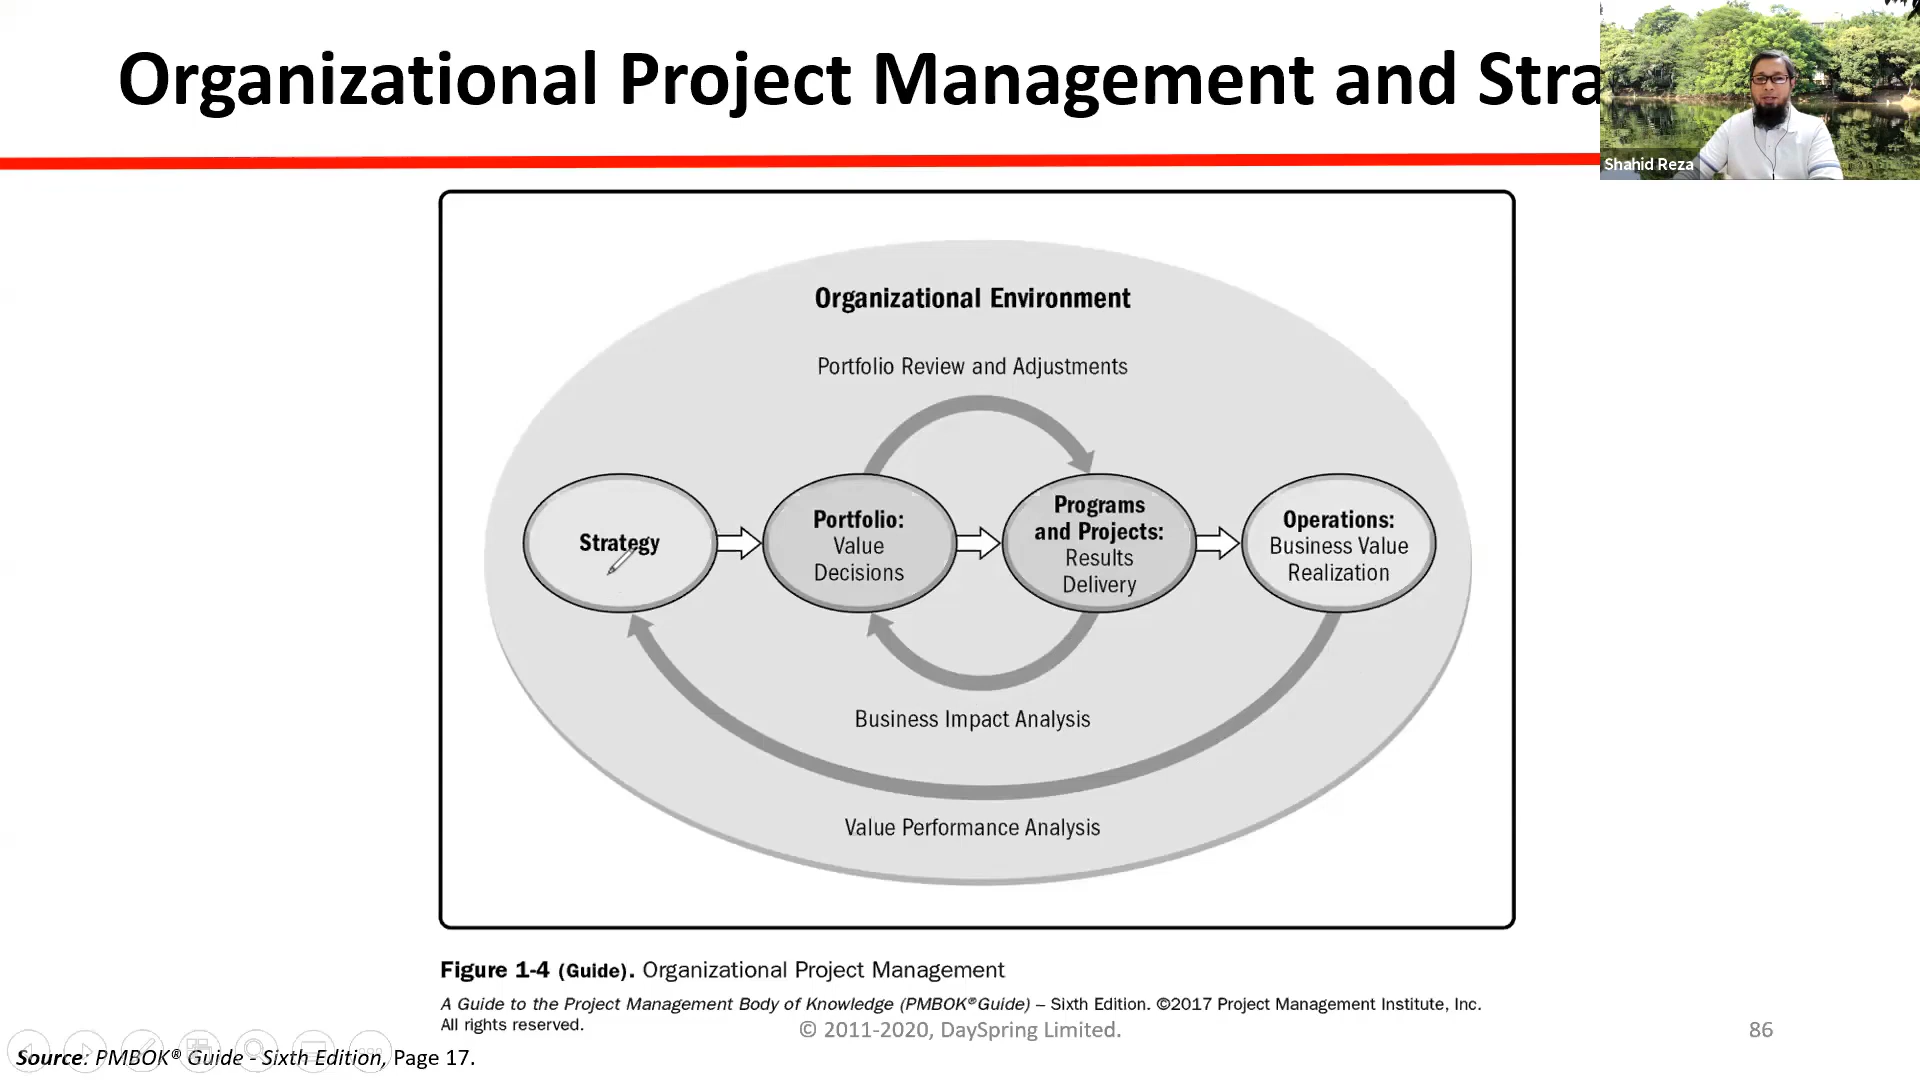 Organizational Project Management and Stra
Shahid Reza
Organizational Environment
Portfolio Review and Adjustments
Strategy
Portfolio:
Value
Decisions
Programs
and Projects:
Results
Delivery
Operations:
Business Value
Realization
Business Impact Analysis
Value Performance Analysis
Figure 1-4 (Guide). Organizational Project Management
A Guide to the Project Management Body of Knowledge (PMBOK® Guide) – Sixth Edition. ©2017 Project Management Institute, Inc.
All rights reserved.
© 2011-2020, DaySpring Limited.
86
Source: PMBOK® Guide - Sixth Edition, Page 17.